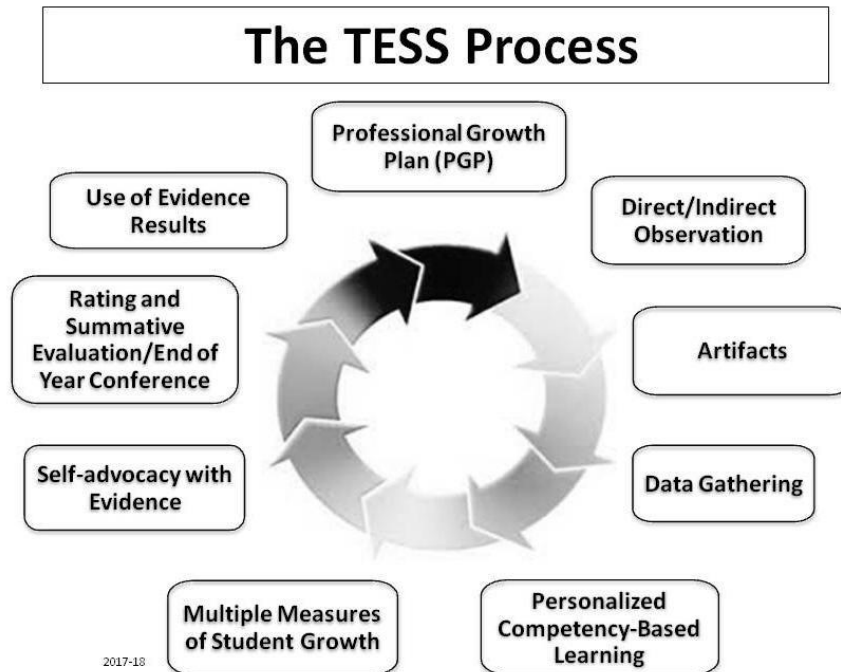 The TESS Process
Professional Growth
Plan (PGP)
Direct/Indirect
Observation
Artifacts
Data Gathering
Personalized
Competency-Based
Learning
Multiple Measures
of Student Growth
Self-advocacy with
Evidence
Rating and
Summative
Evaluation/End of
Year Conference
Use of Evidence
Results
2017-18